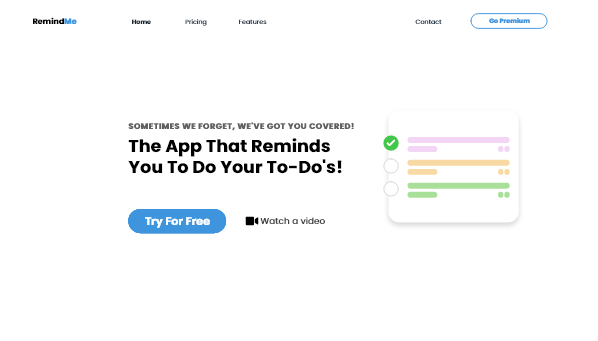 RemindMe
Home
Pricing
Features
Contact
Go Premium
SOMETIMES WE FORGET, WE'VE GOT YOU COVERED!
The App That Reminds
You To Do Your To-Do's!
Try For Free
Watch a video